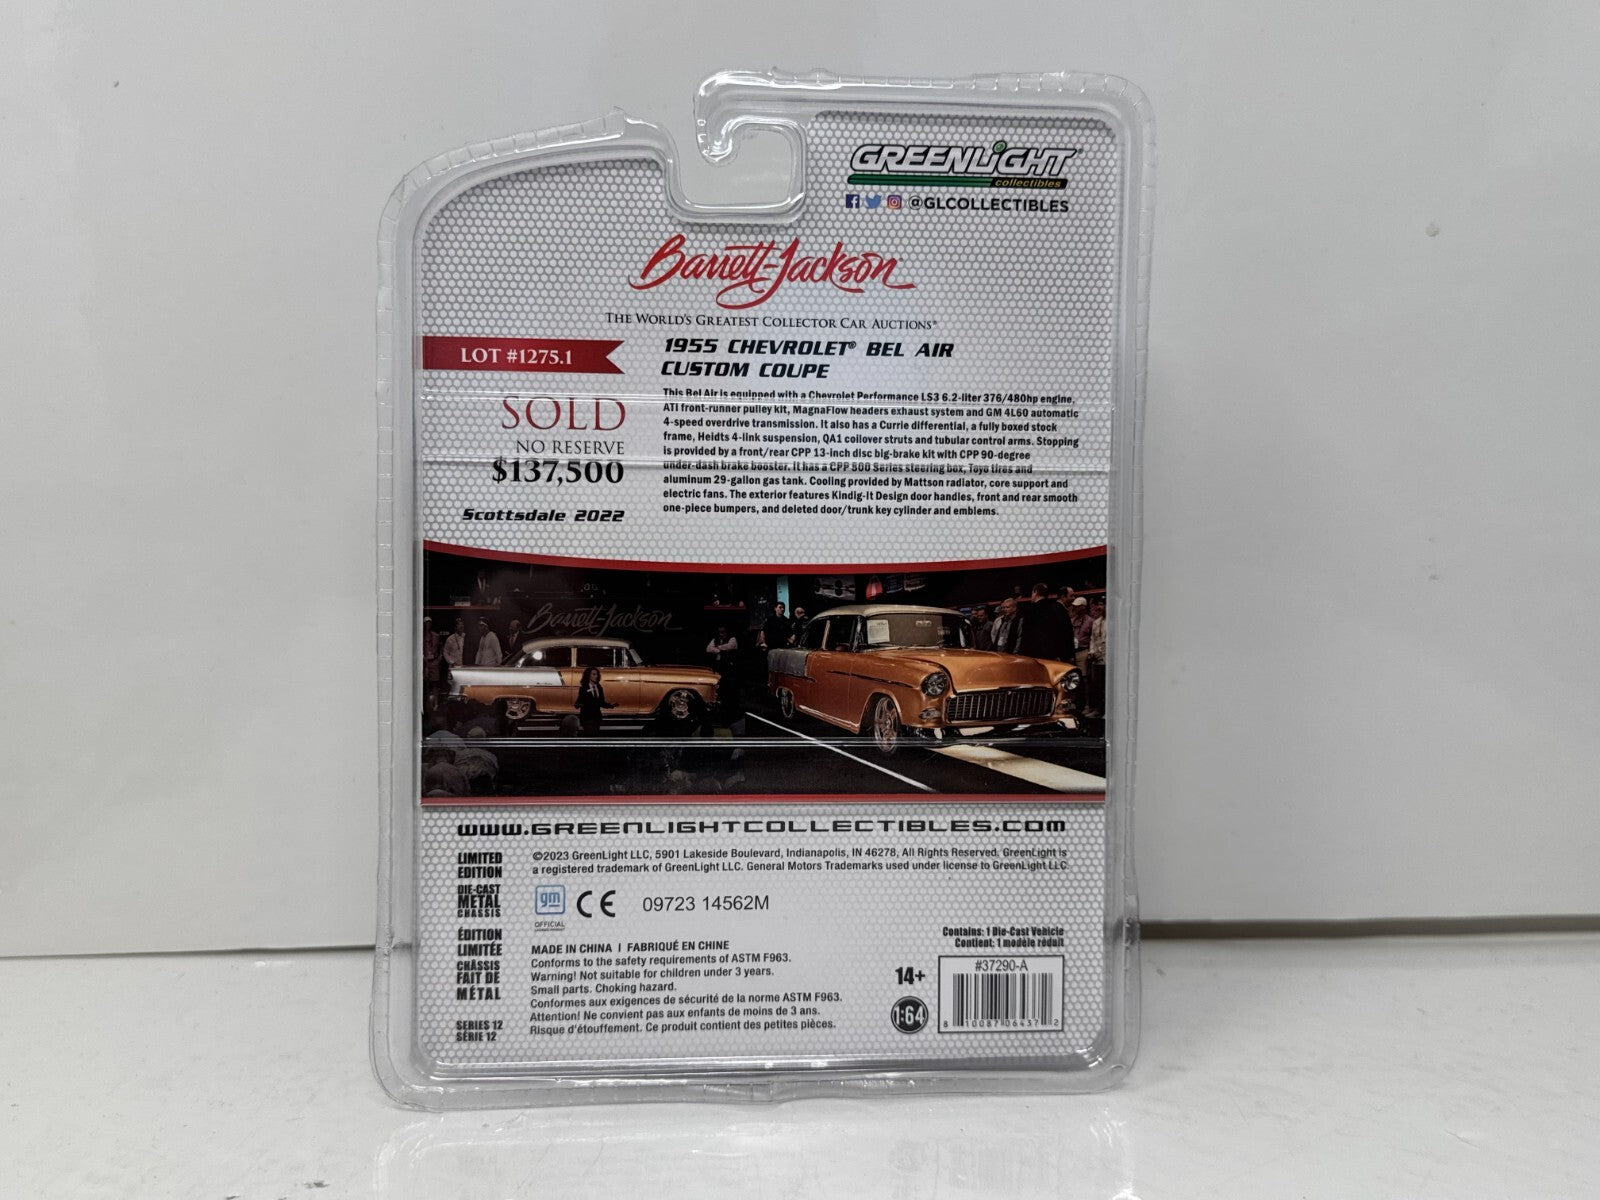 GREENLIGHT®
collectibles
@GLCOLLECTIBLES
Barrett-Jackson
THE WORLD'S GREATEST COLLECTOR CAR AUCTIONS®
LOT #1275.1
SOLD
NO RESERVE
$137,500
Scottsdale 2022
1955 CHEVROLET® BEL AIR
CUSTOM COUPE
This Bel Air is equipped with a Chevrolet Performance LS3 6.2-liter 376/480hp engine,
ATI front-runner pulley kit, MagnaFlow headers exhaust system and GM 4L60 automatic
4-speed overdrive transmission. It also has a Currie differential, a fully boxed stock
frame, Heidts 4-link suspension, QA1 coilover struts and tubular control arms. Stopping
is provided by a front/rear CPP 13-inch disc big-brake kit with CPP 90-degree
under-dash brake booster. It has a CPP 500 Series steering box, Toyo tires and
aluminum 29-gallon gas tank. Cooling provided by Mattson radiator, core support and
electric fans. The exterior features Kindig-It Design door handles, front and rear smooth
one-piece bumpers, and deleted door/trunk key cylinder and emblems.
Barrett-Jackson
WWW.GREENLIGHTCOLLECTIBLES.COM
LIMITED
EDITION
DIE-CAST
METAL
CHASSIS
ÉDITION
LIMITÉE
CHÂSSIS
FAIT DE
MÉTAL
SERIES 12
SÉRIE 12
©2023 GreenLight LLC, 5901 Lakeside Boulevard, Indianapolis, IN 46278, All Rights Reserved. GreenLight is
a registered trademark of GreenLight LLC. General Motors Trademarks used under license to GreenLight LLC.
gm
OFFICIAL
CE
09723 14562M
MADE IN CHINA | FABRIQUÉ EN CHINE
Conforms to the safety requirements of ASTM F963.
Warning! Not suitable for children under 3 years.
Small parts. Choking hazard.
Conformes aux exigences de sécurité de la norme ASTM F963.
Attention! Ne convient pas aux enfants de moins de 3 ans.
Risque d'étouffement. Ce produit contient des petites pièces.
Contains: 1 Die-Cast Vehicle
Contient: 1 modèle réduit
14+
1:64
#37290-A
8 10087 06437 2